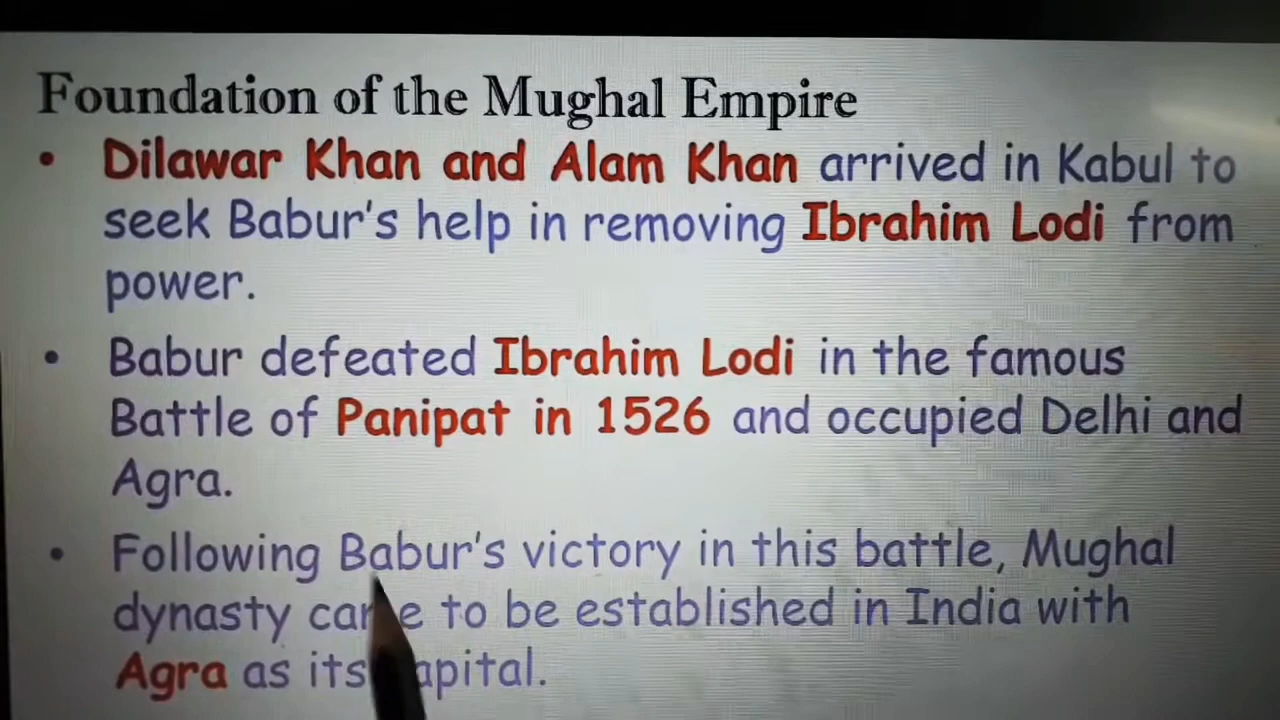 Foundation of the Mughal Empire
• Dilawar Khan and Alam Khan arrived in Kabul to
seek Babur's help in removing Ibrahim Lodi from
power.
• Babur defeated Ibrahim Lodi in the famous
Battle of Panipat in 1526 and occupied Delhi and
Agra.
• Following Babur's victory in this battle, Mughal
dynasty came to be established in India with
Agra as its capital.